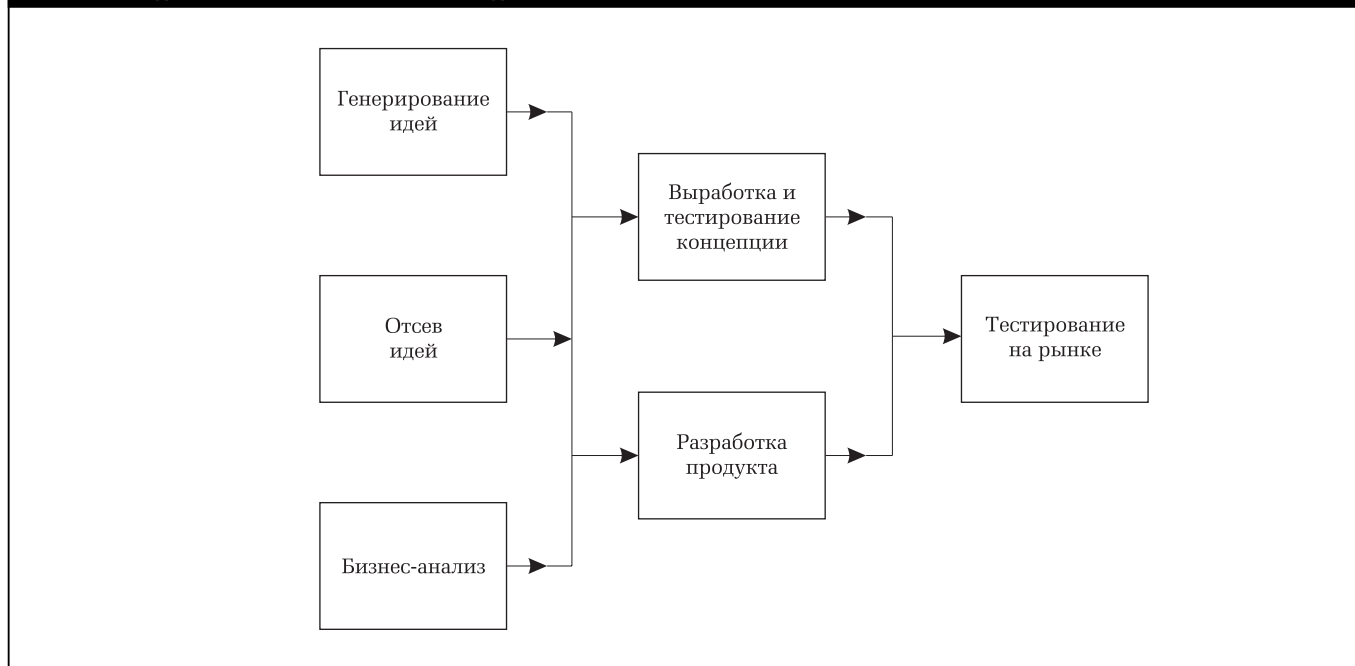 Генерирование
идей
Выработка и
тестирование
концепции
Отсев
идей
Тестирование
на рынке
Разработка
продукта
Бизнес-анализ